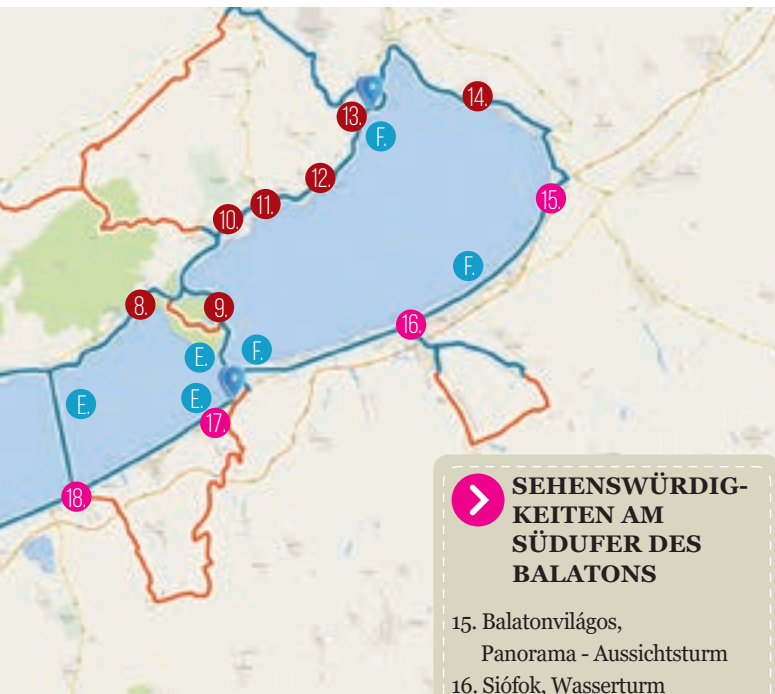 14.
13.
F.
12.
15.
11.
10.
F.
8.
9.
16.
E.
F.
E.
E.
17.
18.
SEHENSWÜRDIG-
KEITEN AM
SÜDUFER DES
BALATONS
15. Balatonvilágos,
Panorama - Aussichtsturm
16. Siófok, Wasserturm